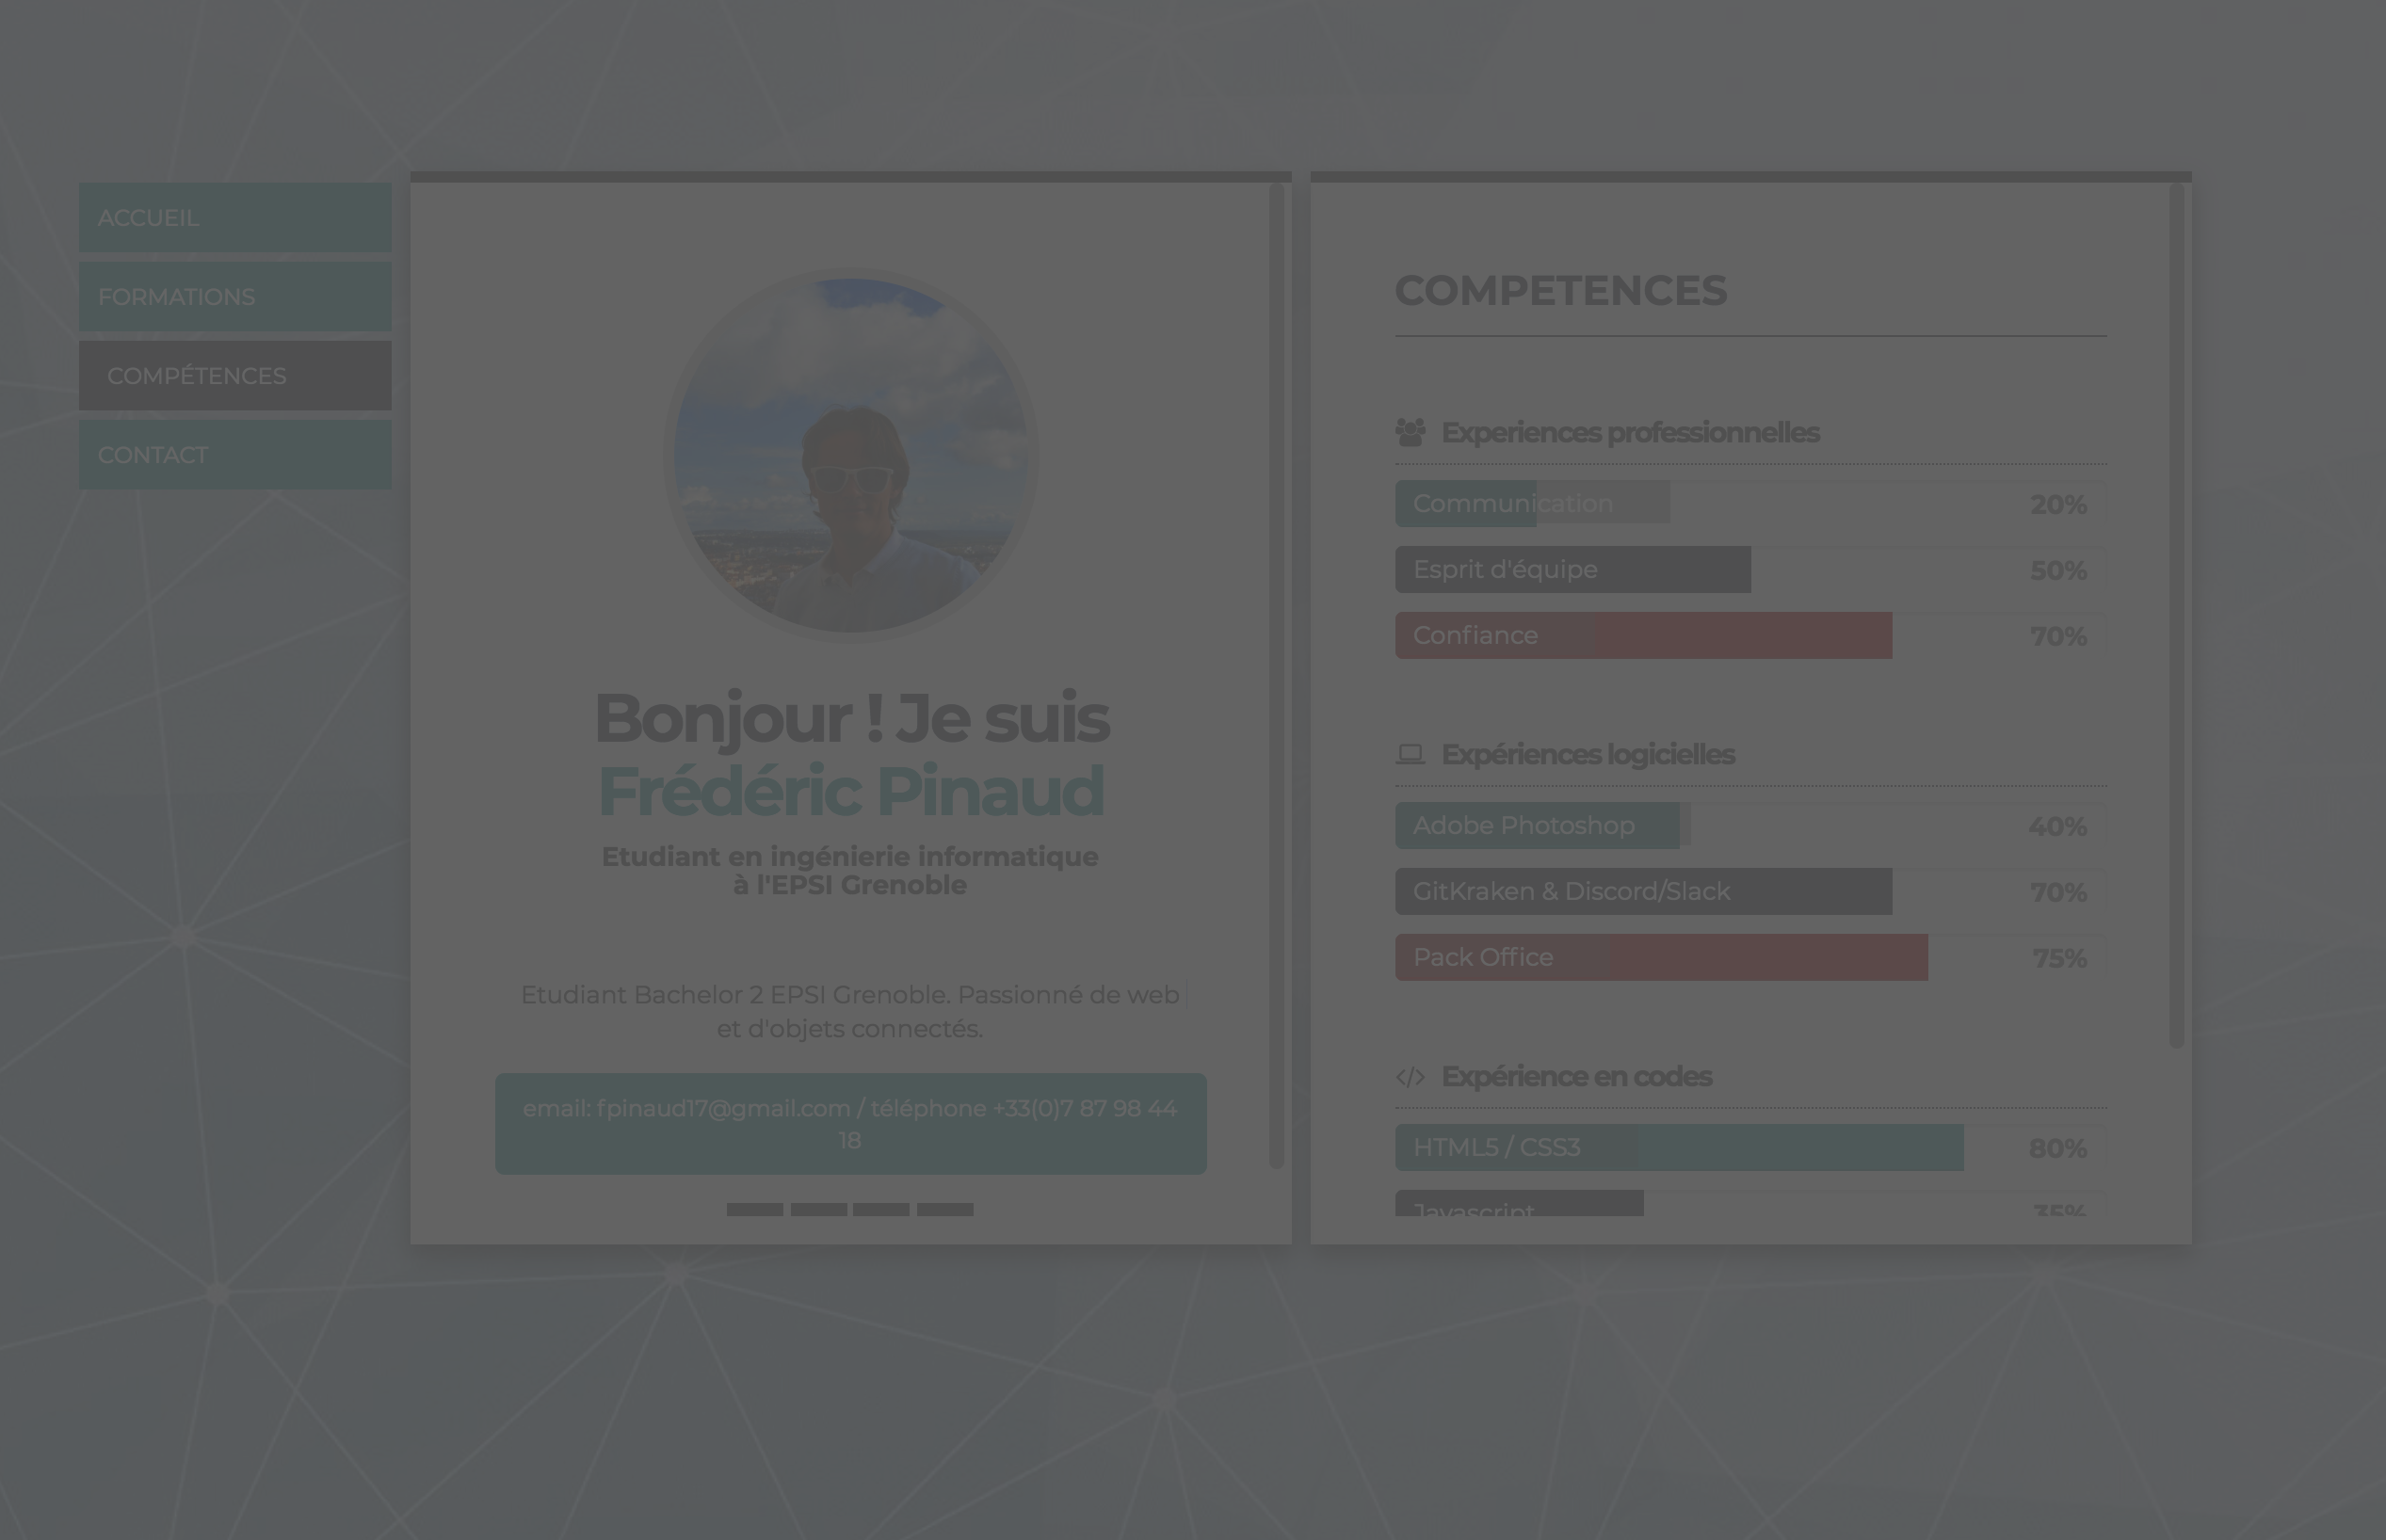 ACCUEIL
FORMATIONS
COMPÉTENCES
CONTACT
Bonjour ! Je suis
Frédéric Pinaud
Etudiant en ingénierie informatique
à l'EPSI Grenoble
Etudiant Bachelor 2 EPSI Grenoble. Passionné de web
et d'objets connectés.
email: fpinaud17@gmail.com / téléphone +33(0)7 87 98 44
18
COMPETENCES
Experiences professionnelles
Communication 20%
Esprit d'équipe 50%
Confiance 70%
Expériences logicielles
Adobe Photoshop 40%
GitKraken & Discord/Slack 70%
Pack Office 75%
Expérience en codes
HTML5 / CSS3 80%
Javascript 35%